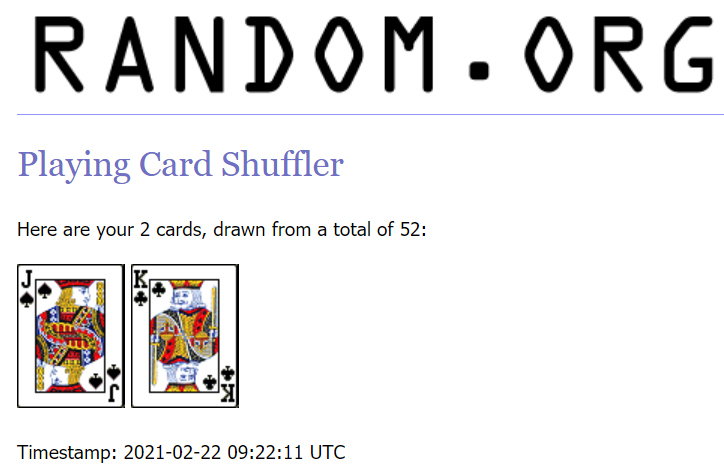 RANDOM.ORG
Playing Card Shuffler
Here are your 2 cards, drawn from a total of 52:
J K
J K
Timestamp: 2021-02-22 09:22:11 UTC